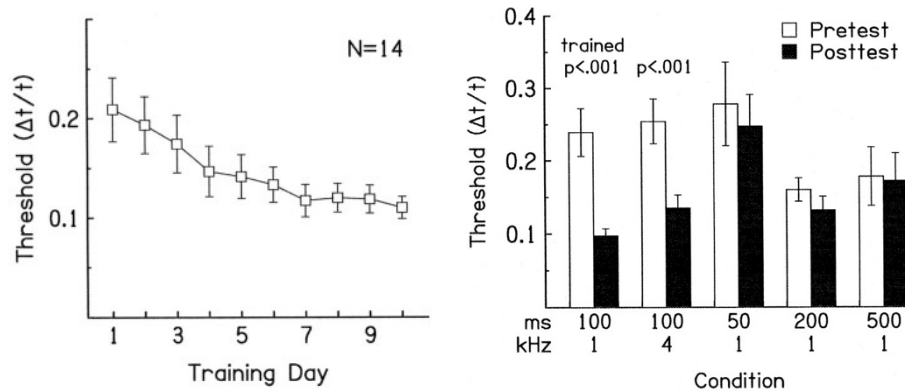 N=14
Threshold (Δt/t)
0.2
0.1
1 3 5 7 9
Training Day
Threshold (Δt/t)
0.4
0.3
0.2
0.1
Pretest
Posttest
trained
p<.001 p<.001
ms 100 100 50 200 500
kHz 1 4 1 1 1
Condition